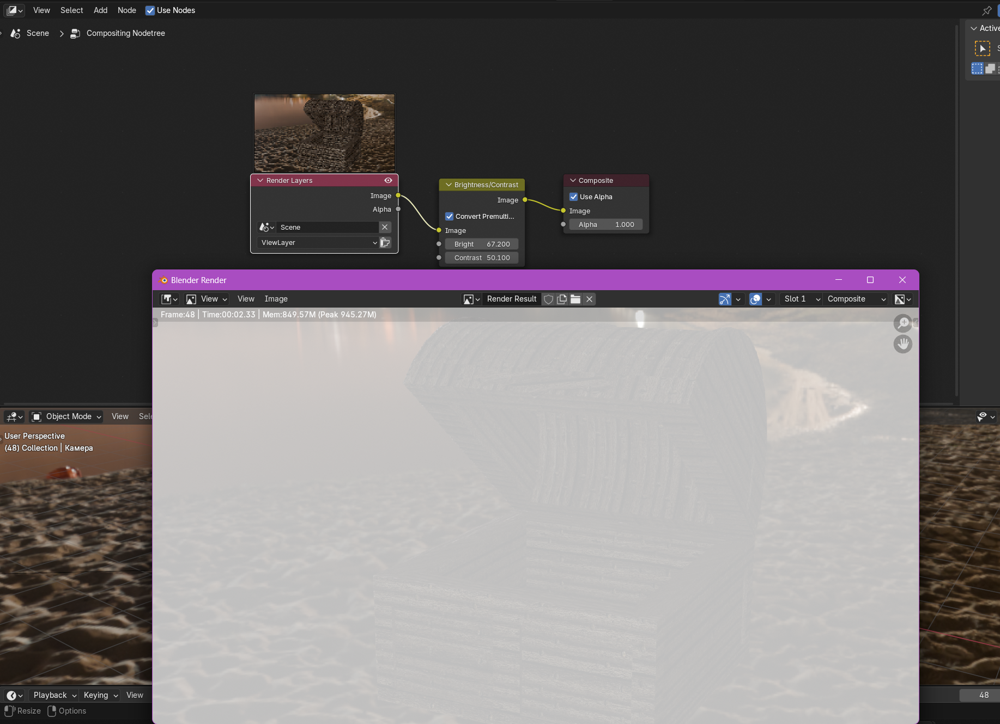 View Select Add Node Use Nodes
Scene Compositing Nodetree
Active
Render Layers
Image
Alpha
Scene
ViewLayer
Brightness/Contrast
Image
Convert Premulti...
Image
Bright 67.200
Contrast 50.100
Composite
Use Alpha
Image
Alpha 1.000
Blender Render
View View Image Render Result Slot 1 Composite
Frame:48 | Time:00:02.33 | Mem:849.57M (Peak 945.27M)
Object Mode View Sele
User Perspective
(48) Collection | Камера
Playback Keying View 48
Resize Options